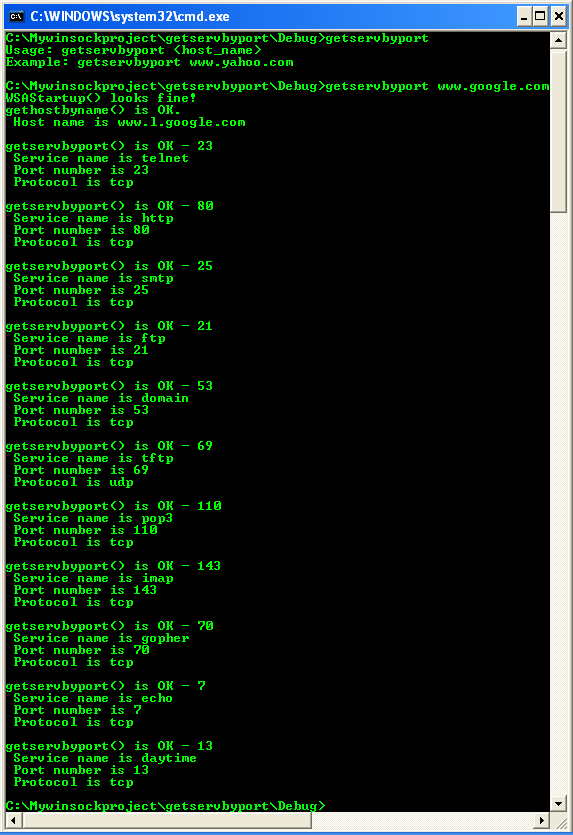 C:\WINDOWS\system32\cmd.exe
C:\Mywinsockproject\getservbyport\Debug>getservbyport
Usage: getservbyport <host_name>
Example: getservbyport www.yahoo.com
C:\Mywinsockproject\getservbyport\Debug>getservbyport www.google.com
WSAStartup() looks fine!
gethostbyname() is OK.
Host name is www.l.google.com
getservbyport() is OK - 23
Service name is telnet
Port number is 23
Protocol is tcp
getservbyport() is OK - 80
Service name is http
Port number is 80
Protocol is tcp
getservbyport() is OK - 25
Service name is smtp
Port number is 25
Protocol is tcp
getservbyport() is OK - 21
Service name is ftp
Port number is 21
Protocol is tcp
getservbyport() is OK - 53
Service name is domain
Port number is 53
Protocol is tcp
getservbyport() is OK - 69
Service name is tftp
Port number is 69
Protocol is udp
getservbyport() is OK - 110
Service name is pop3
Port number is 110
Protocol is tcp
getservbyport() is OK - 143
Service name is imap
Port number is 143
Protocol is tcp
getservbyport() is OK - 70
Service name is gopher
Port number is 70
Protocol is tcp
getservbyport() is OK - 7
Service name is echo
Port number is 7
Protocol is tcp
getservbyport() is OK - 13
Service name is daytime
Port number is 13
Protocol is tcp
C:\Mywinsockproject\getservbyport\Debug>